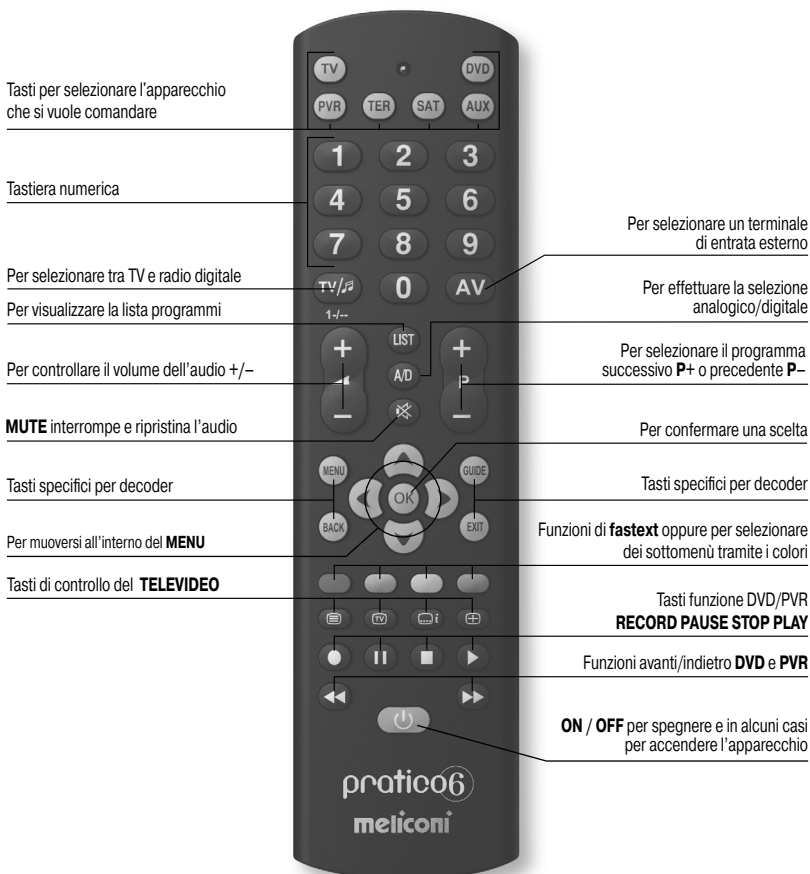 TV
DVD
Tasti per selezionare l'apparecchio
che si vuole comandare
PVR TER SAT AUX
1 2 3
Tastiera numerica
4 5 6
7 8 9
Per selezionare un terminale
di entrata esterno
Per selezionare tra TV e radio digitale
TV/♫ 0 AV
Per visualizzare la lista programmi
1-/--
Per effettuare la selezione
analogico/digitale
+ LIST +
Per controllare il volume dell'audio +/–
A/D
P
Per selezionare il programma
successivo P+ o precedente P–
– –
MUTE interrompe e ripristina l'audio
Per confermare una scelta
MENU GUIDE
Tasti specifici per decoder
OK
Tasti specifici per decoder
BACK EXIT
Per muoversi all'interno del MENU
Funzioni di fastext oppure per selezionare
dei sottomenù tramite i colori
Tasti di controllo del TELEVIDEO
TV
i
Tasti funzione DVD/PVR
RECORD PAUSE STOP PLAY
Funzioni avanti/indietro DVD e PVR
ON / OFF per spegnere e in alcuni casi
per accendere l'apparecchio
pratico6
meliconi